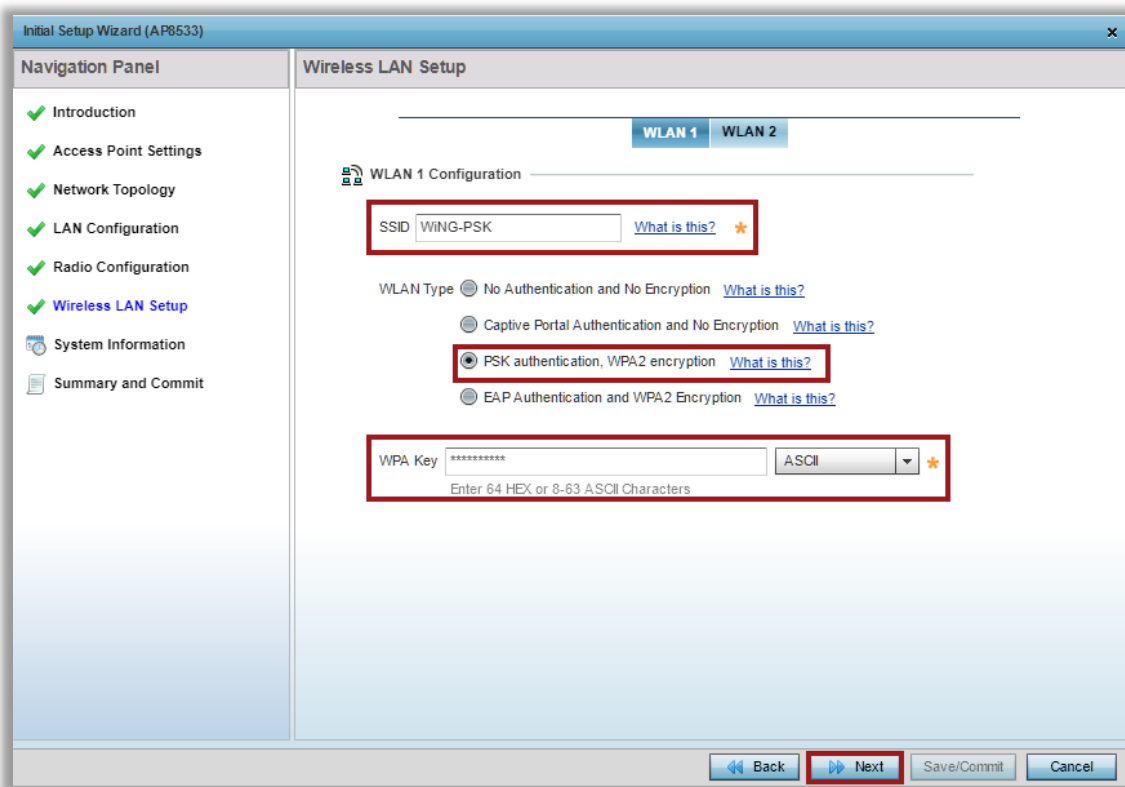 Initial Setup Wizard (AP8533)
Navigation Panel
Introduction
Access Point Settings
Network Topology
LAN Configuration
Radio Configuration
Wireless LAN Setup
System Information
Summary and Commit
Wireless LAN Setup
WLAN 1 WLAN 2
WLAN 1 Configuration
SSID WiNG-PSK What is this? *
WLAN Type No Authentication and No Encryption What is this?
Captive Portal Authentication and No Encryption What is this?
PSK authentication, WPA2 encryption What is this?
EAP Authentication and WPA2 Encryption What is this?
WPA Key ********** ASCII *
Enter 64 HEX or 8-63 ASCII Characters
Back Next Save/Commit Cancel